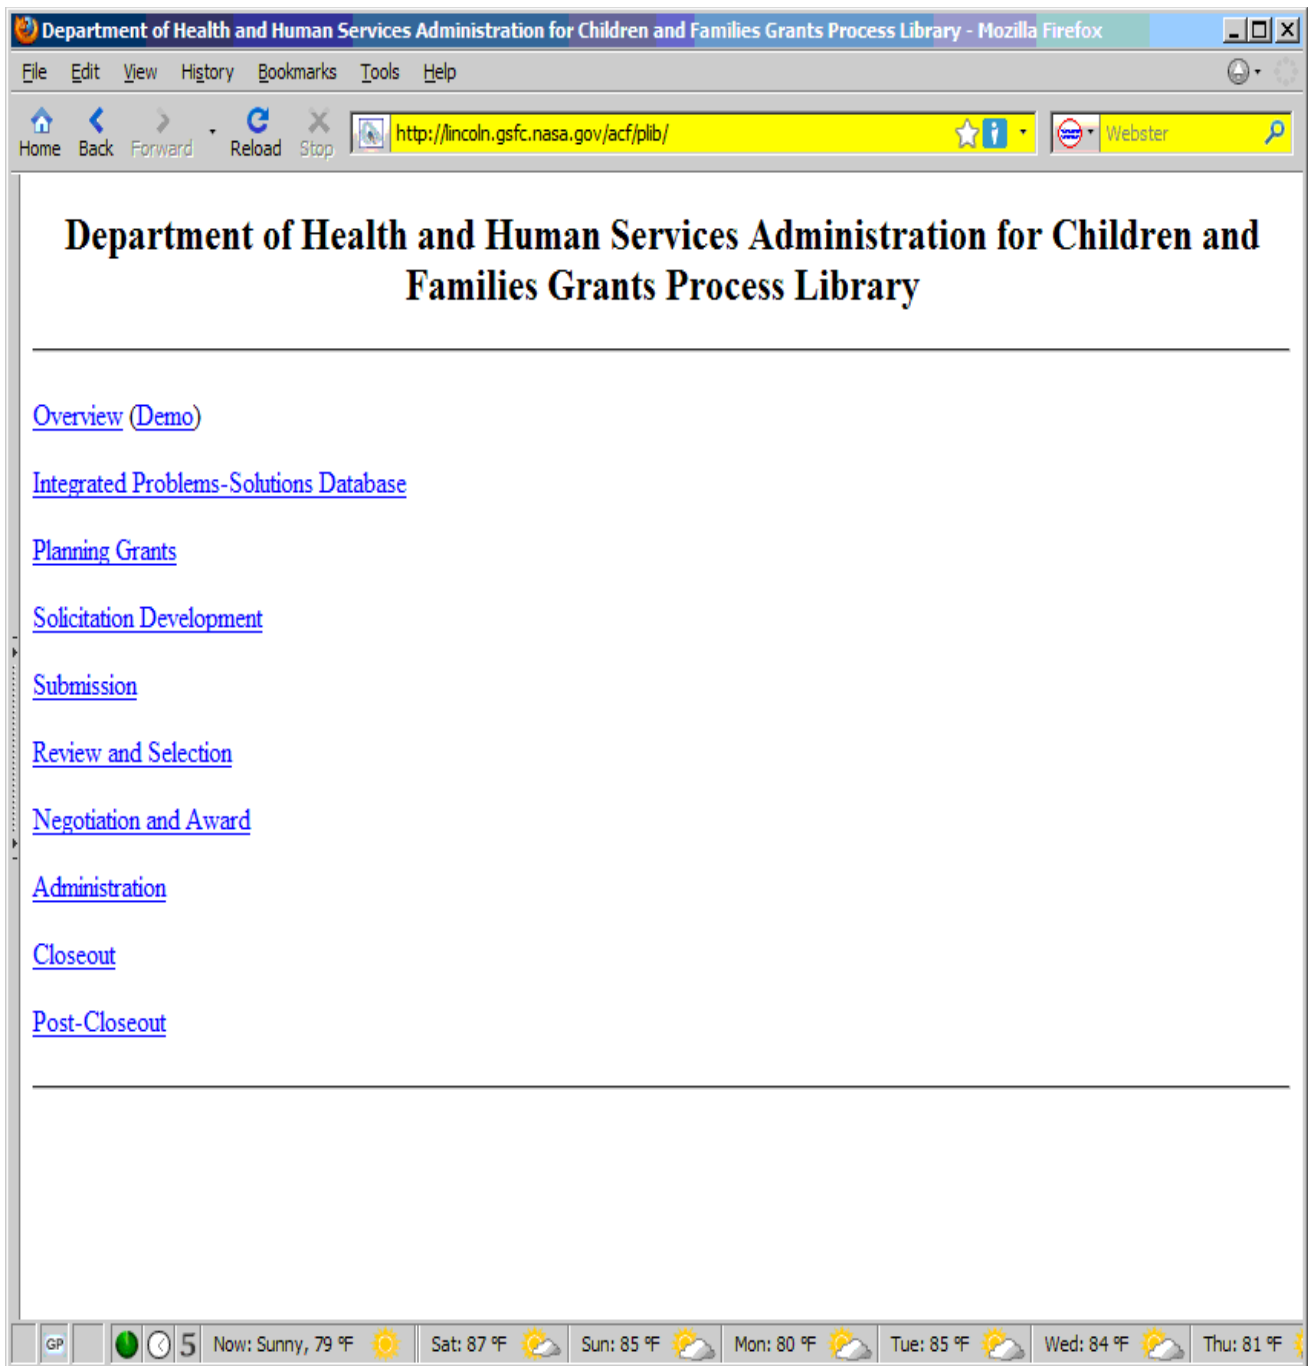 Department of Health and Human Services Administration for Children and Families Grants Process Library - Mozilla Firefox
File Edit View History Bookmarks Tools Help
Home Back Forward Reload Stop http://lincoln.gsfc.nasa.gov/acf/plib/ Webster
Department of Health and Human Services Administration for Children and
Families Grants Process Library
Overview (Demo)
Integrated Problems-Solutions Database
Planning Grants
Solicitation Development
Submission
Review and Selection
Negotiation and Award
Administration
Closeout
Post-Closeout
GP 5 Now: Sunny, 79 °F Sat: 87 °F Sun: 85 °F Mon: 80 °F Tue: 85 °F Wed: 84 °F Thu: 81 °F